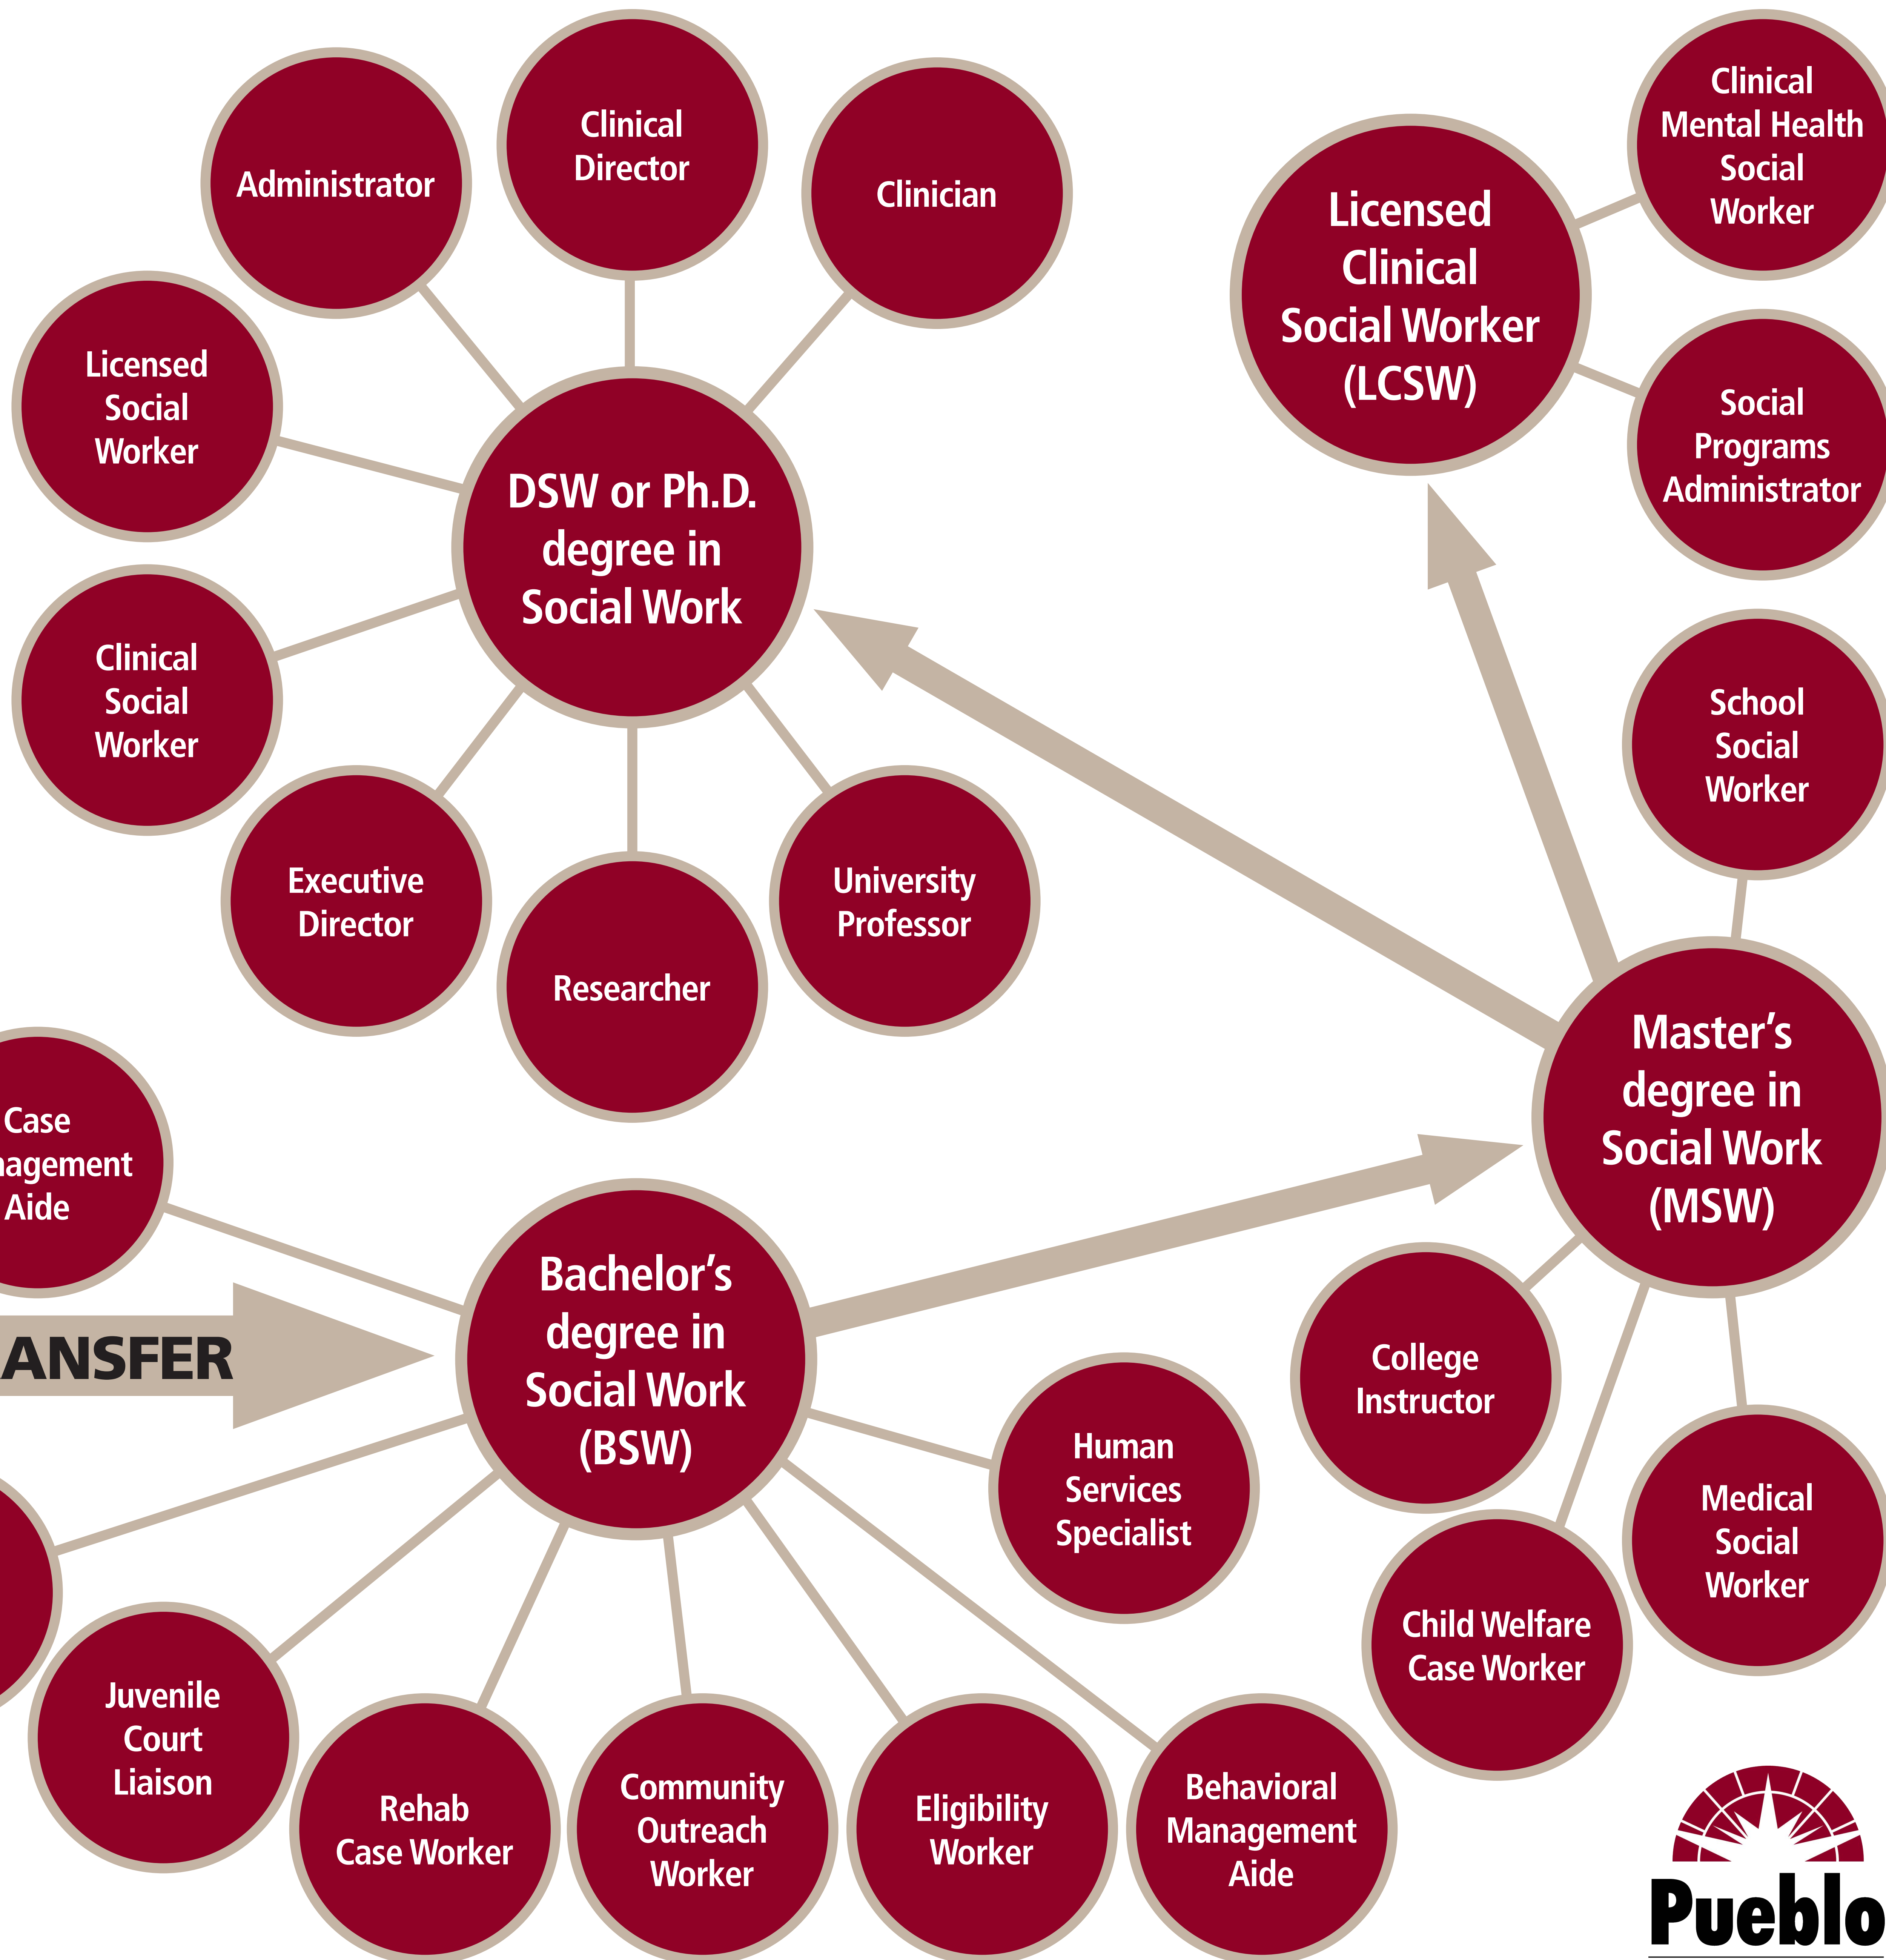 Administrator
Clinical
Director
Clinician
Licensed
Social
Worker
DSW or Ph.D.
degree in
Social Work
Clinical
Social
Worker
Executive
Director
Researcher
University
Professor
Licensed
Clinical
Social Worker
(LCSW)
Clinical
Mental Health
Social
Worker
Social
Programs
Administrator
School
Social
Worker
Master’s
degree in
Social Work
(MSW)
College
Instructor
Child Welfare
Case Worker
Medical
Social
Worker
Case
nagement
Aide
ANSFER
Bachelor’s
degree in
Social Work
(BSW)
Human
Services
Specialist
Juvenile
Court
Liaison
Rehab
Case Worker
Community
Outreach
Worker
Eligibility
Worker
Behavioral
Management
Aide
Pueblo